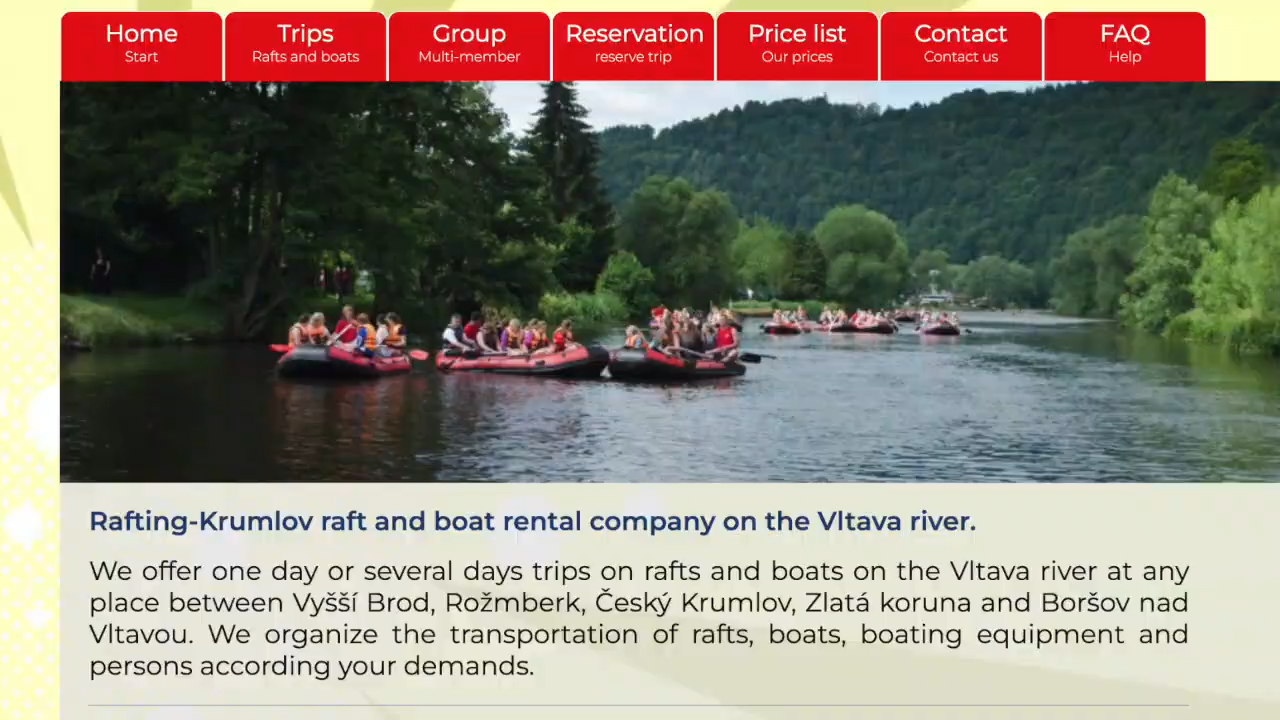 Home
Start
Trips
Rafts and boats
Group
Multi-member
Reservation
reserve trip
Price list
Our prices
Contact
Contact us
FAQ
Help
Rafting-Krumlov raft and boat rental company on the Vltava river.
We offer one day or several days trips on rafts and boats on the Vltava river at any
place between Vyšší Brod, Rožmberk, Český Krumlov, Zlatá koruna and Boršov nad
Vltavou. We organize the transportation of rafts, boats, boating equipment and
persons according your demands.